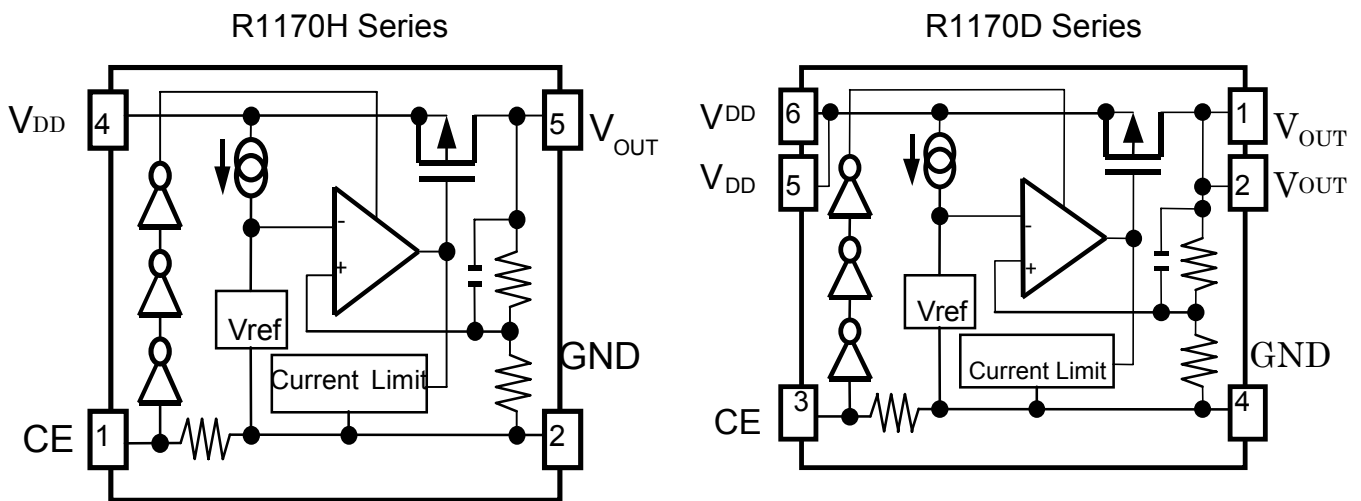 R1170H Series
VDD
4
5
VOUT
-
+
Vref
Current Limit
GND
CE
1
2
R1170D Series
VDD
6
1
VOUT
VDD
5
2
VOUT
-
+
Vref
Current Limit
GND
CE
3
4